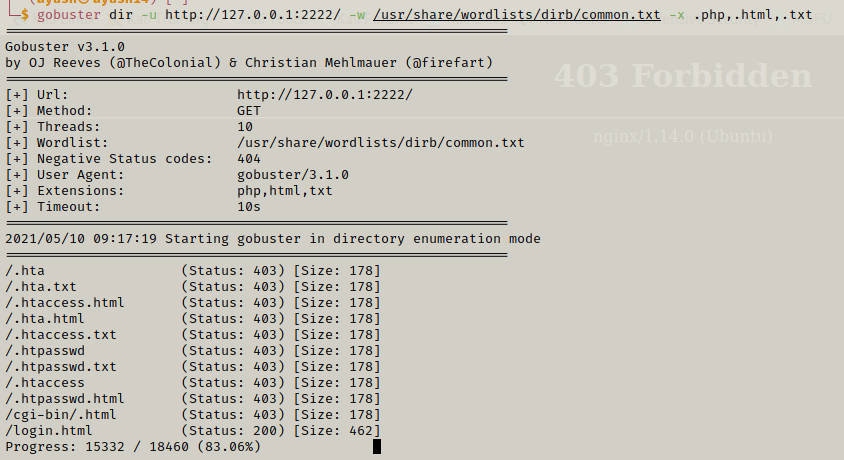 (ayush㉿ayush14)-[~]
└─$ gobuster dir -u http://127.0.0.1:2222/ -w /usr/share/wordlists/dirb/common.txt -x .php,.html,.txt
===============================================================
Gobuster v3.1.0
by OJ Reeves (@TheColonial) & Christian Mehlmauer (@firefart)
===============================================================
[+] Url:                     http://127.0.0.1:2222/
[+] Method:                  GET
[+] Threads:                 10
[+] Wordlist:                /usr/share/wordlists/dirb/common.txt
[+] Negative Status codes:   404
[+] User Agent:              gobuster/3.1.0
[+] Extensions:              php,html,txt
[+] Timeout:                 10s
===============================================================
2021/05/10 09:17:19 Starting gobuster in directory enumeration mode
===============================================================
/.hta                 (Status: 403) [Size: 178]
/.hta.txt             (Status: 403) [Size: 178]
/.htaccess.html       (Status: 403) [Size: 178]
/.hta.html            (Status: 403) [Size: 178]
/.htaccess.txt        (Status: 403) [Size: 178]
/.htpasswd            (Status: 403) [Size: 178]
/.htpasswd.txt        (Status: 403) [Size: 178]
/.htaccess            (Status: 403) [Size: 178]
/.htpasswd.html       (Status: 403) [Size: 178]
/cgi-bin/.html        (Status: 403) [Size: 178]
/login.html           (Status: 200) [Size: 462]
Progress: 15332 / 18460 (83.06%)
403 Forbidden
nginx/1.14.0 (Ubuntu)